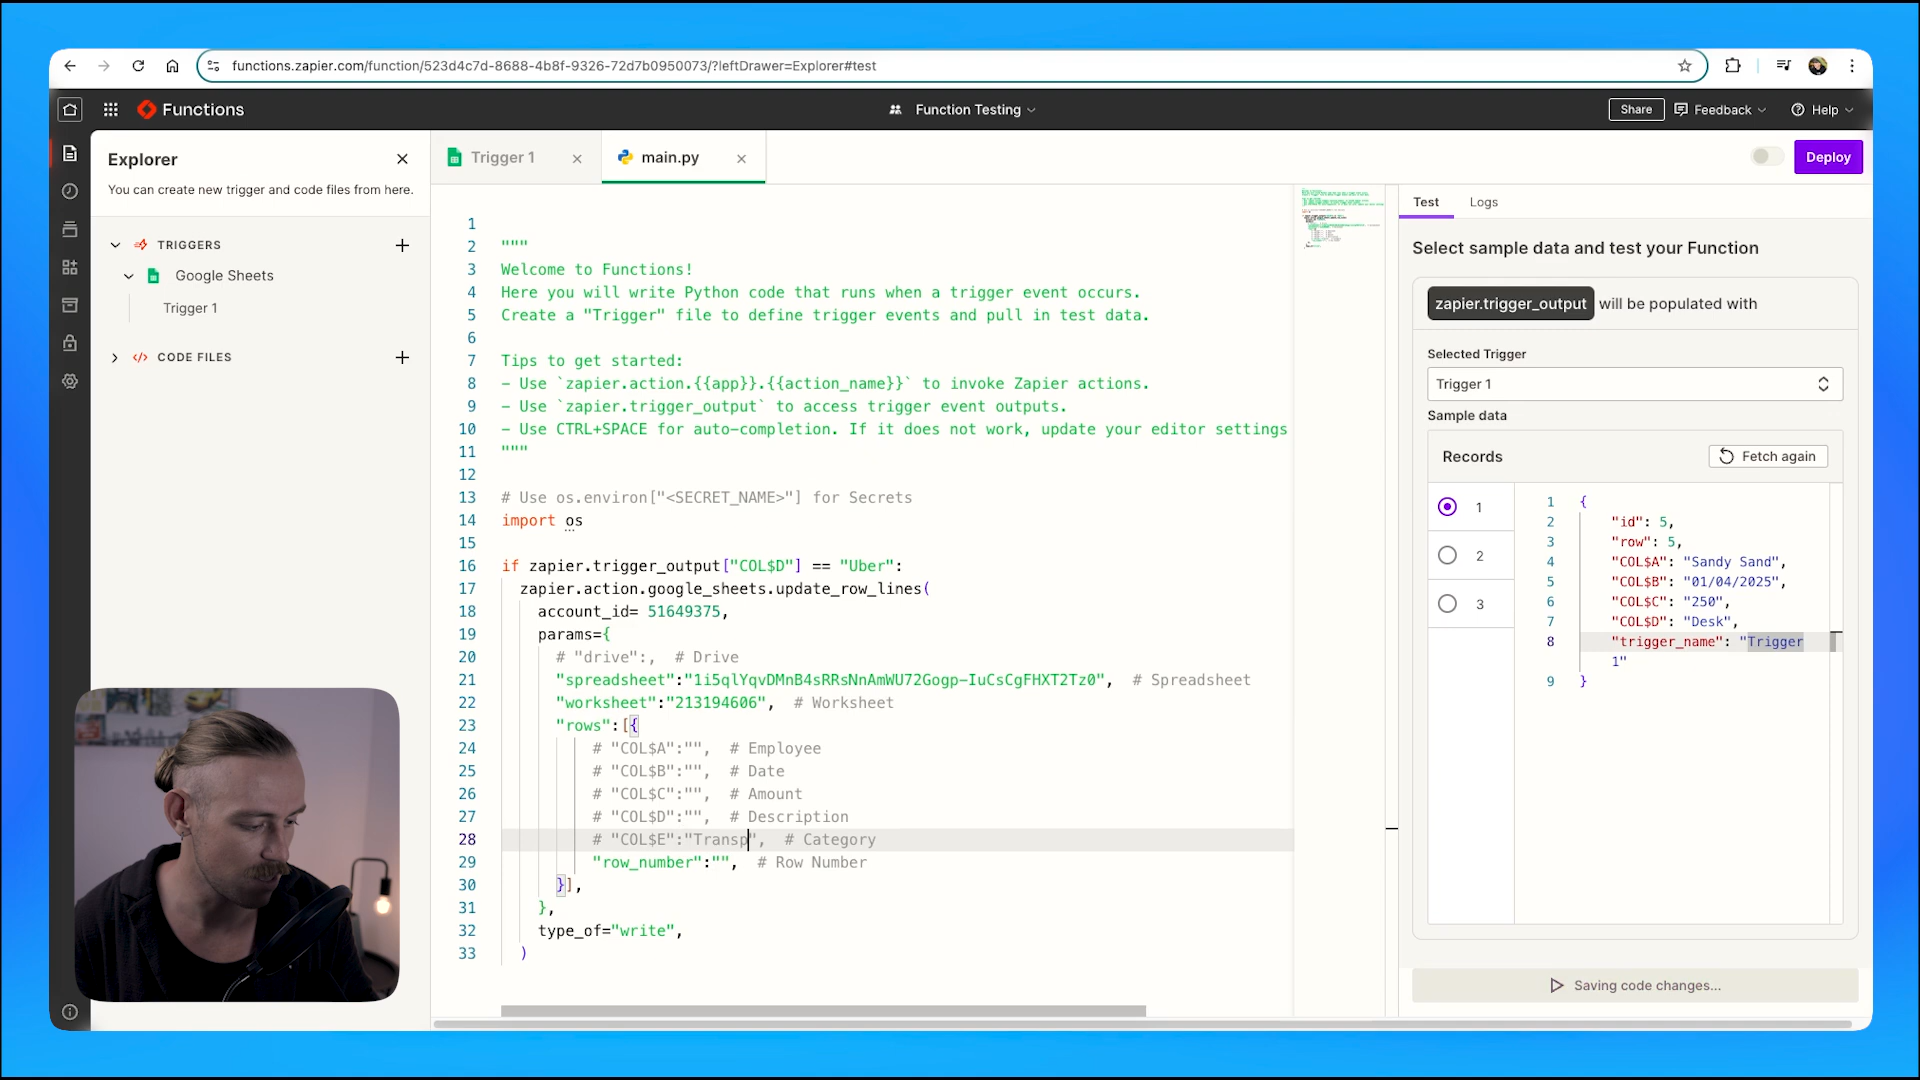 functions.zapier.com/function/523d4c7d-8688-4b8f-9326-72d7b0950073/?leftDrawer=Explorer#test
Functions
Function Testing
Share
Feedback
Help
Explorer
You can create new trigger and code files from here.
TRIGGERS
Google Sheets
Trigger 1
CODE FILES
Trigger 1
main.py
Deploy
1
2 """
3 Welcome to Functions!
4 Here you will write Python code that runs when a trigger event occurs.
5 Create a "Trigger" file to define trigger events and pull in test data.
6
7 Tips to get started:
8 - Use `zapier.action.{{app}}.{{action_name}}` to invoke Zapier actions.
9 - Use `zapier.trigger_output` to access trigger event outputs.
10 - Use CTRL+SPACE for auto-completion. If it does not work, update your editor settings
11 """
12
13 # Use os.environ["<SECRET_NAME>"] for Secrets
14 import os
15
16 if zapier.trigger_output["COL$D"] == "Uber":
17 zapier.action.google_sheets.update_row_lines(
18 account_id= 51649375,
19 params={
20 # "drive":, # Drive
21 "spreadsheet":"1i5qlYqvDMnB4sRRsNnAmWU72Gogp-IuCsCgFHXT2Tz0", # Spreadsheet
22 "worksheet":"213194606", # Worksheet
23 "rows":[{
24 # "COL$A":"", # Employee
25 # "COL$B":"", # Date
26 # "COL$C":"", # Amount
27 # "COL$D":"", # Description
28 # "COL$E":"Transp", # Category
29 "row_number":"", # Row Number
30 }],
31 },
32 type_of="write",
33 )
Test
Logs
Select sample data and test your Function
zapier.trigger_output will be populated with
Selected Trigger
Trigger 1
Sample data
Records
Fetch again
1
2
3
1 {
2 "id": 5,
3 "row": 5,
4 "COL$A": "Sandy Sand",
5 "COL$B": "01/04/2025",
6 "COL$C": "250",
7 "COL$D": "Desk",
8 "trigger_name": "Trigger
1"
9 }
Saving code changes...